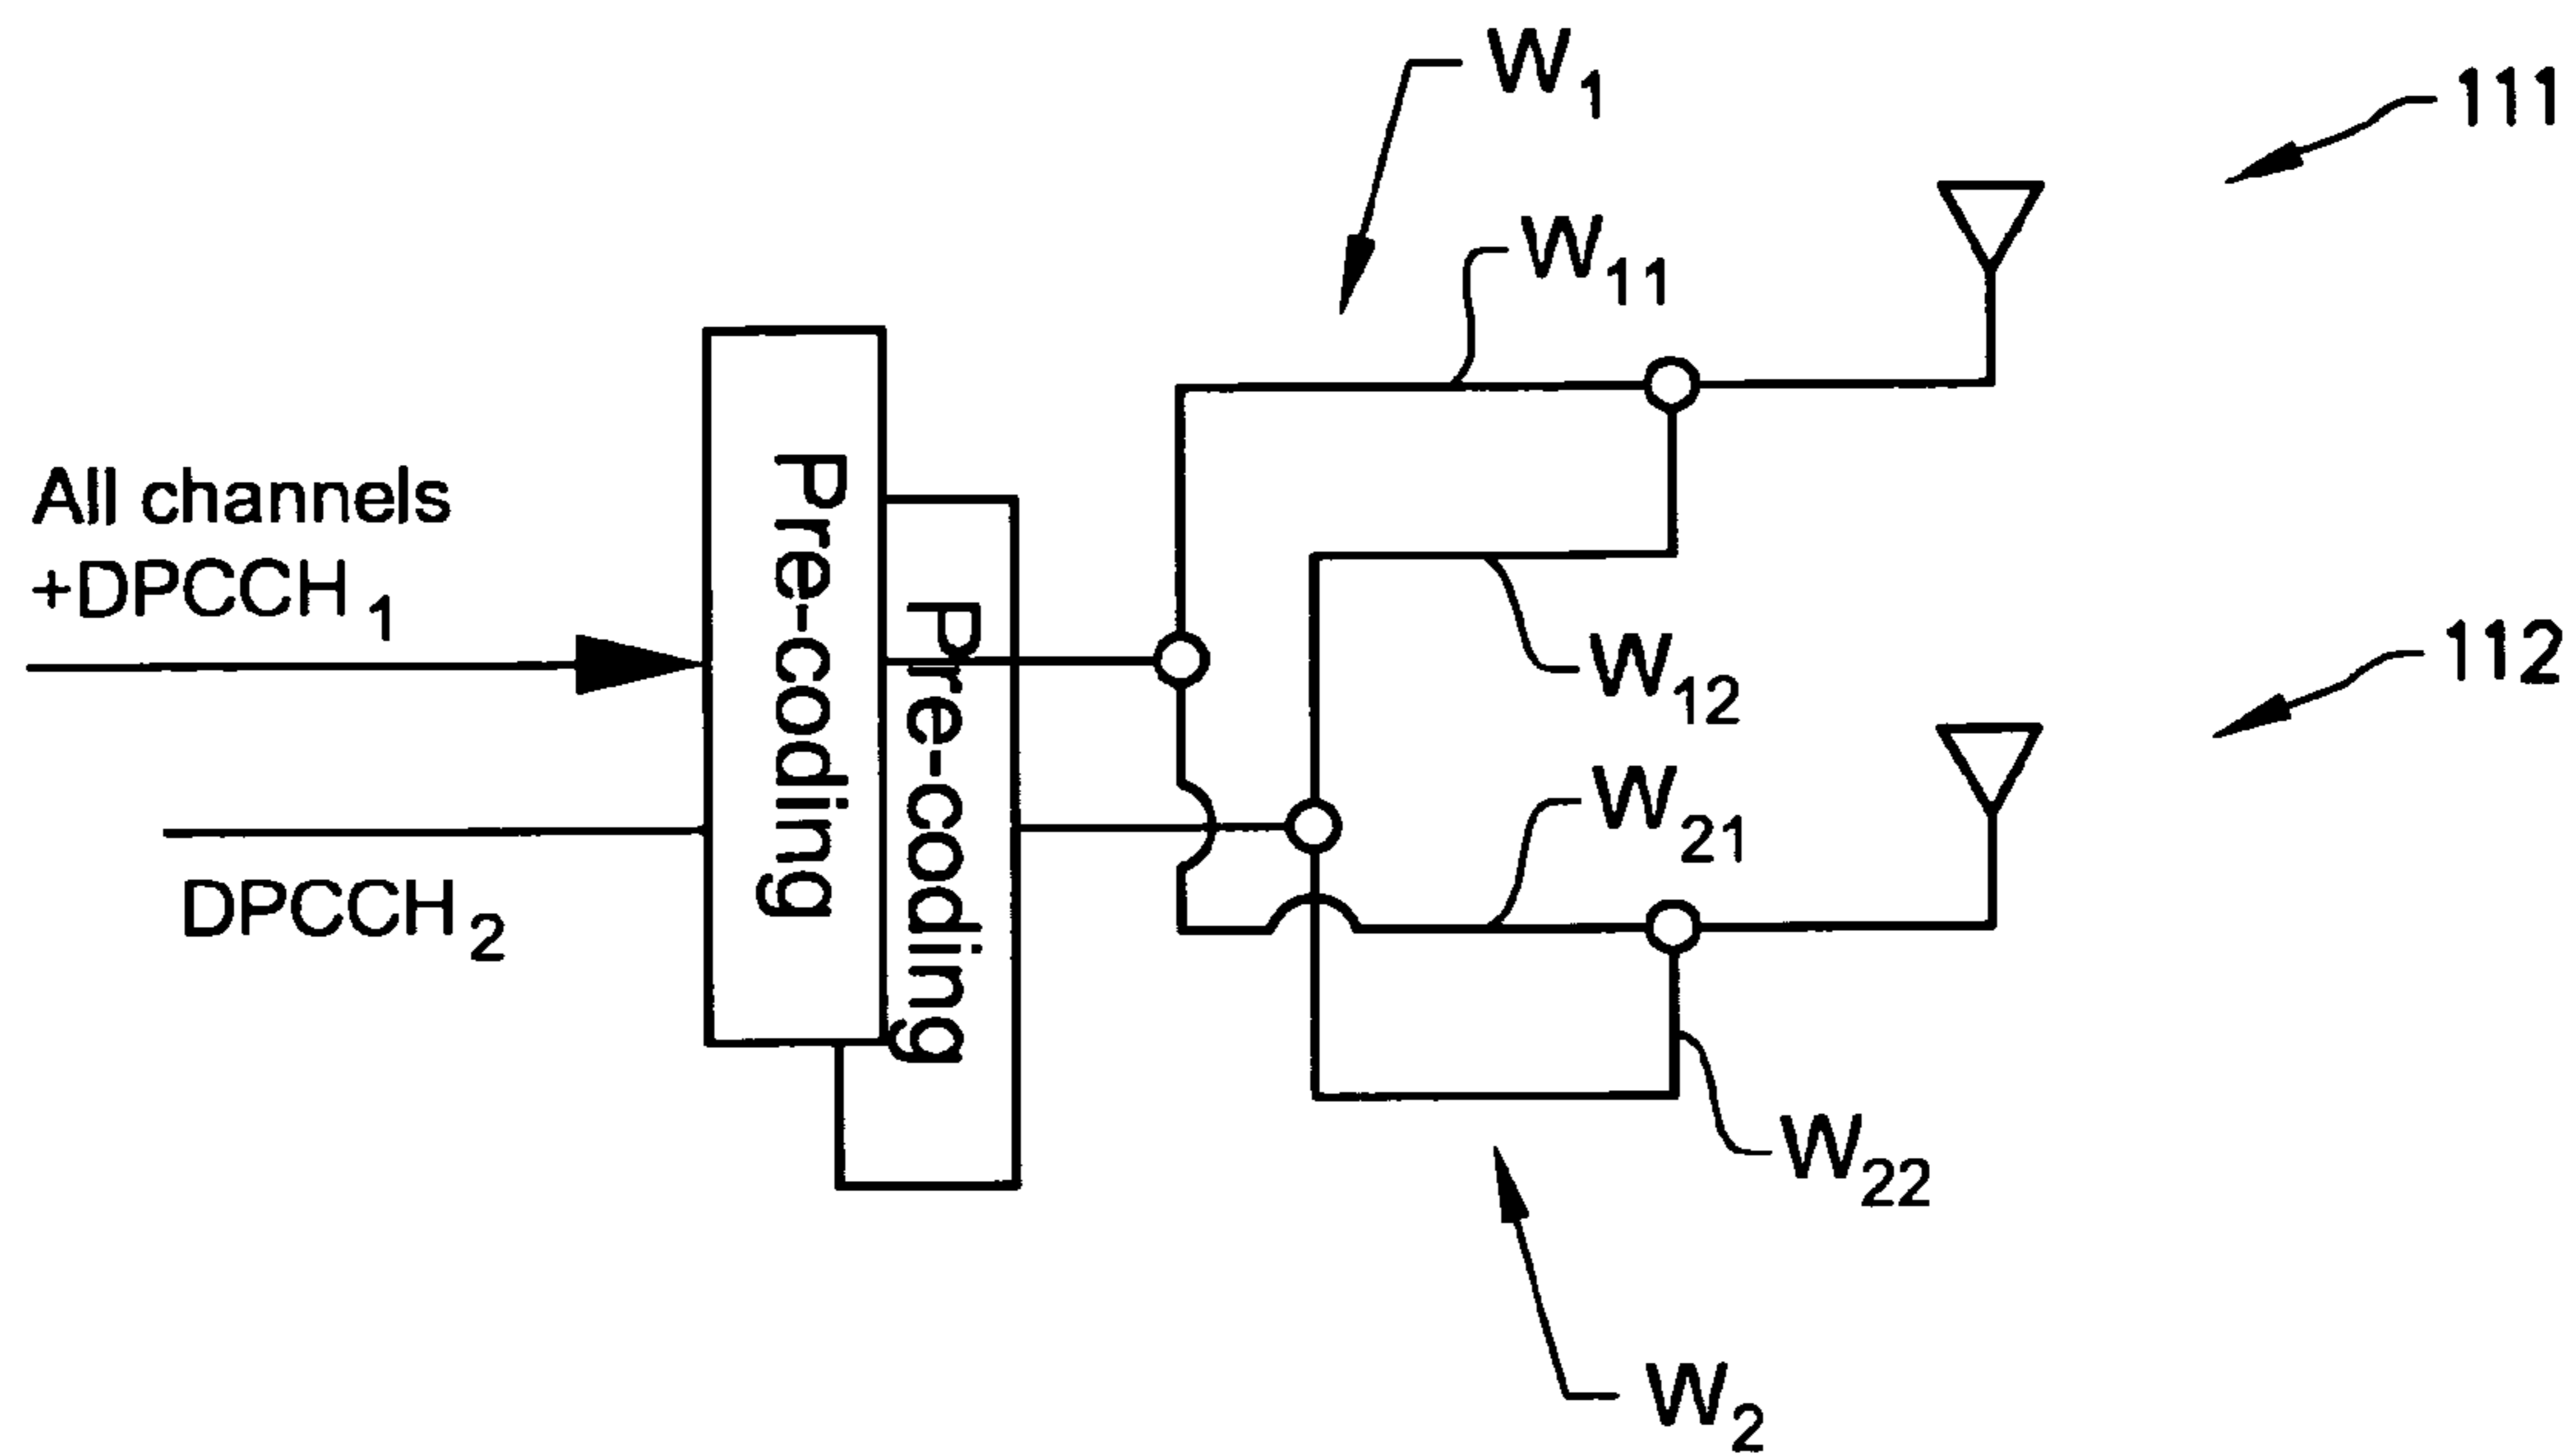 W1
111
W11
All channels
+DPCCH1
Pre-coding
Pre-coding
W12
112
W21
DPCCH2
W22
W2